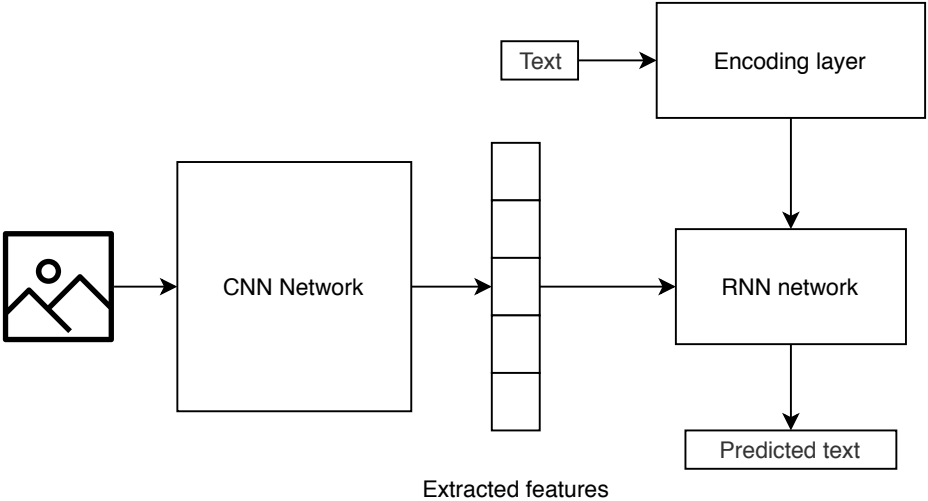 Text
Encoding layer
CNN Network
RNN network
Predicted text
Extracted features